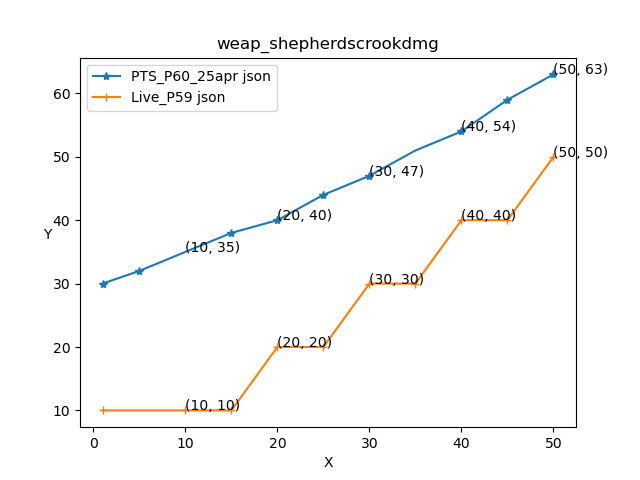 weap_shepherdscrookdmg
PTS_P60_25apr json
Live_P59 json
(50, 63)
(40, 54)
(30, 47)
(20, 40)
(10, 35)
(50, 50)
(40, 40)
(30, 30)
(20, 20)
(10, 10)
Y
60
50
40
30
20
10
0 10 20 30 40 50
X